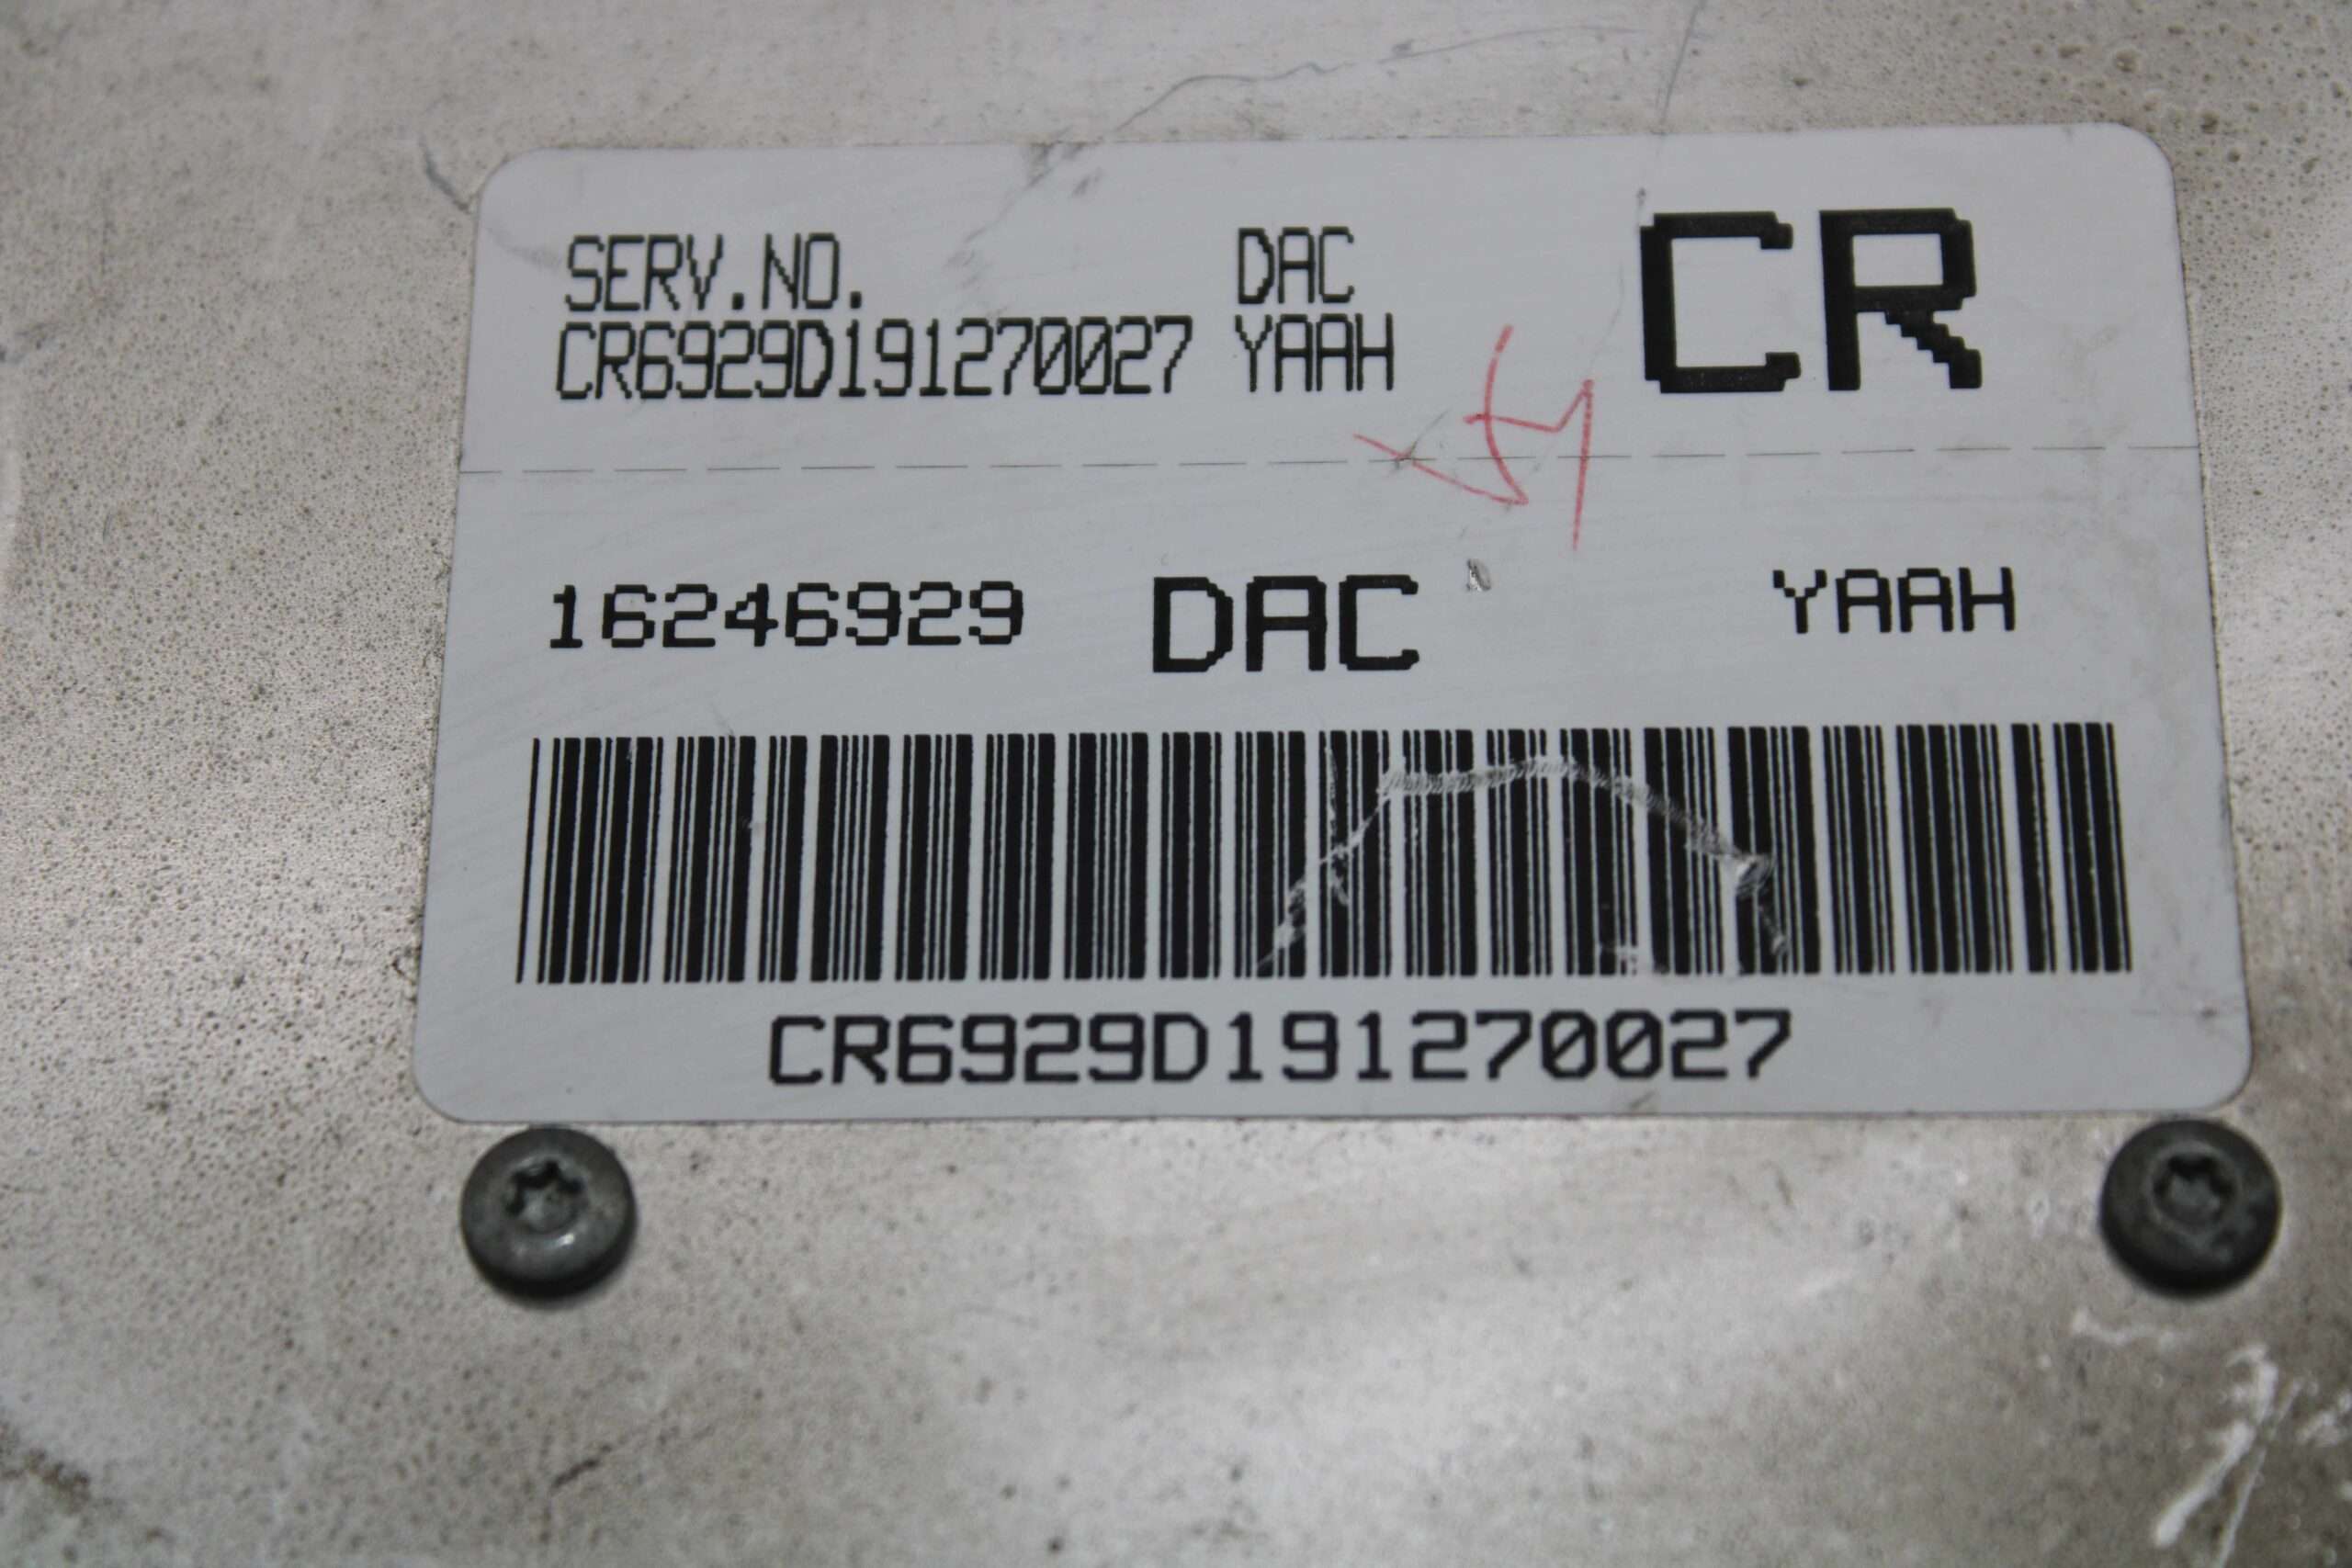 SERV.NO. DAC CR
CR6929D191270027 YAAH
16246929 DAC YAAH
CR6929D191270027